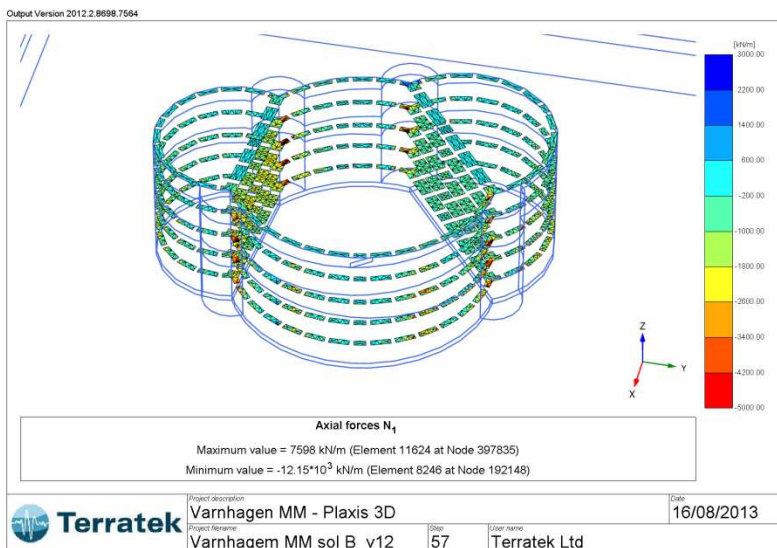 Output Version 2012.2.8698.7564
[kN/m]
3000.00
2200.00
1400.00
600.00
-200.00
-1000.00
-1800.00
-2600.00
-3400.00
-4200.00
-5000.00
Z
Y
X
Axial forces N₁
Maximum value = 7598 kN/m (Element 11624 at Node 397835)
Minimum value = -12.15*10³ kN/m (Element 8246 at Node 192148)
Terratek
Project description
Varnhagen MM - Plaxis 3D
Date
16/08/2013
Project filename
Varnhagem MM sol B_v12
Step
57
User name
Terratek Ltd